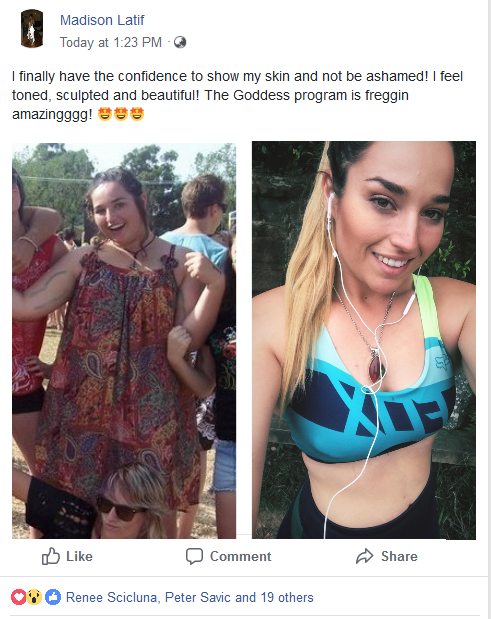 Madison Latif
Today at 1:23 PM ·
I finally have the confidence to show my skin and not be ashamed! I feel
toned, sculpted and beautiful! The Goddess program is freggin
amazingggg! 🤩🤩🤩
FOX
Like Comment Share
Renee Scicluna, Peter Savic and 19 others